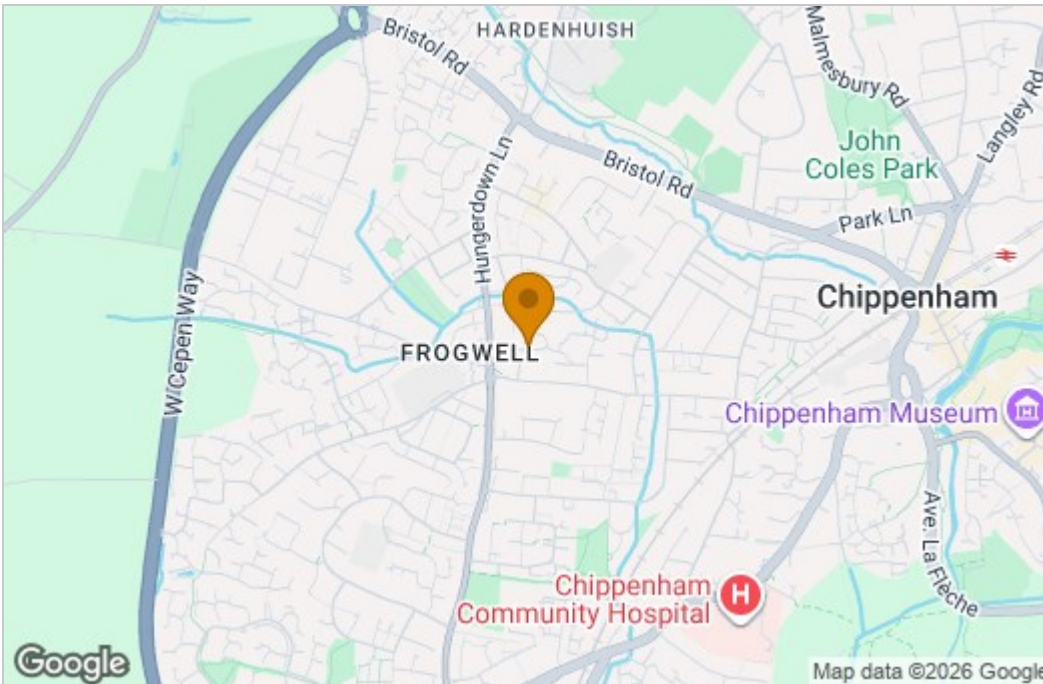 HARDENHUISH
Bristol Rd
Malmesbury Rd
Langley Rd
John
Coles Park
Hungerdown Ln
Bristol Rd
Park Ln
W Cepen Way
Chippenham
FROGWELL
Chippenham Museum
Ave. La Flèche
Chippenham
Community Hospital
H
Google
Map data ©2026 Google